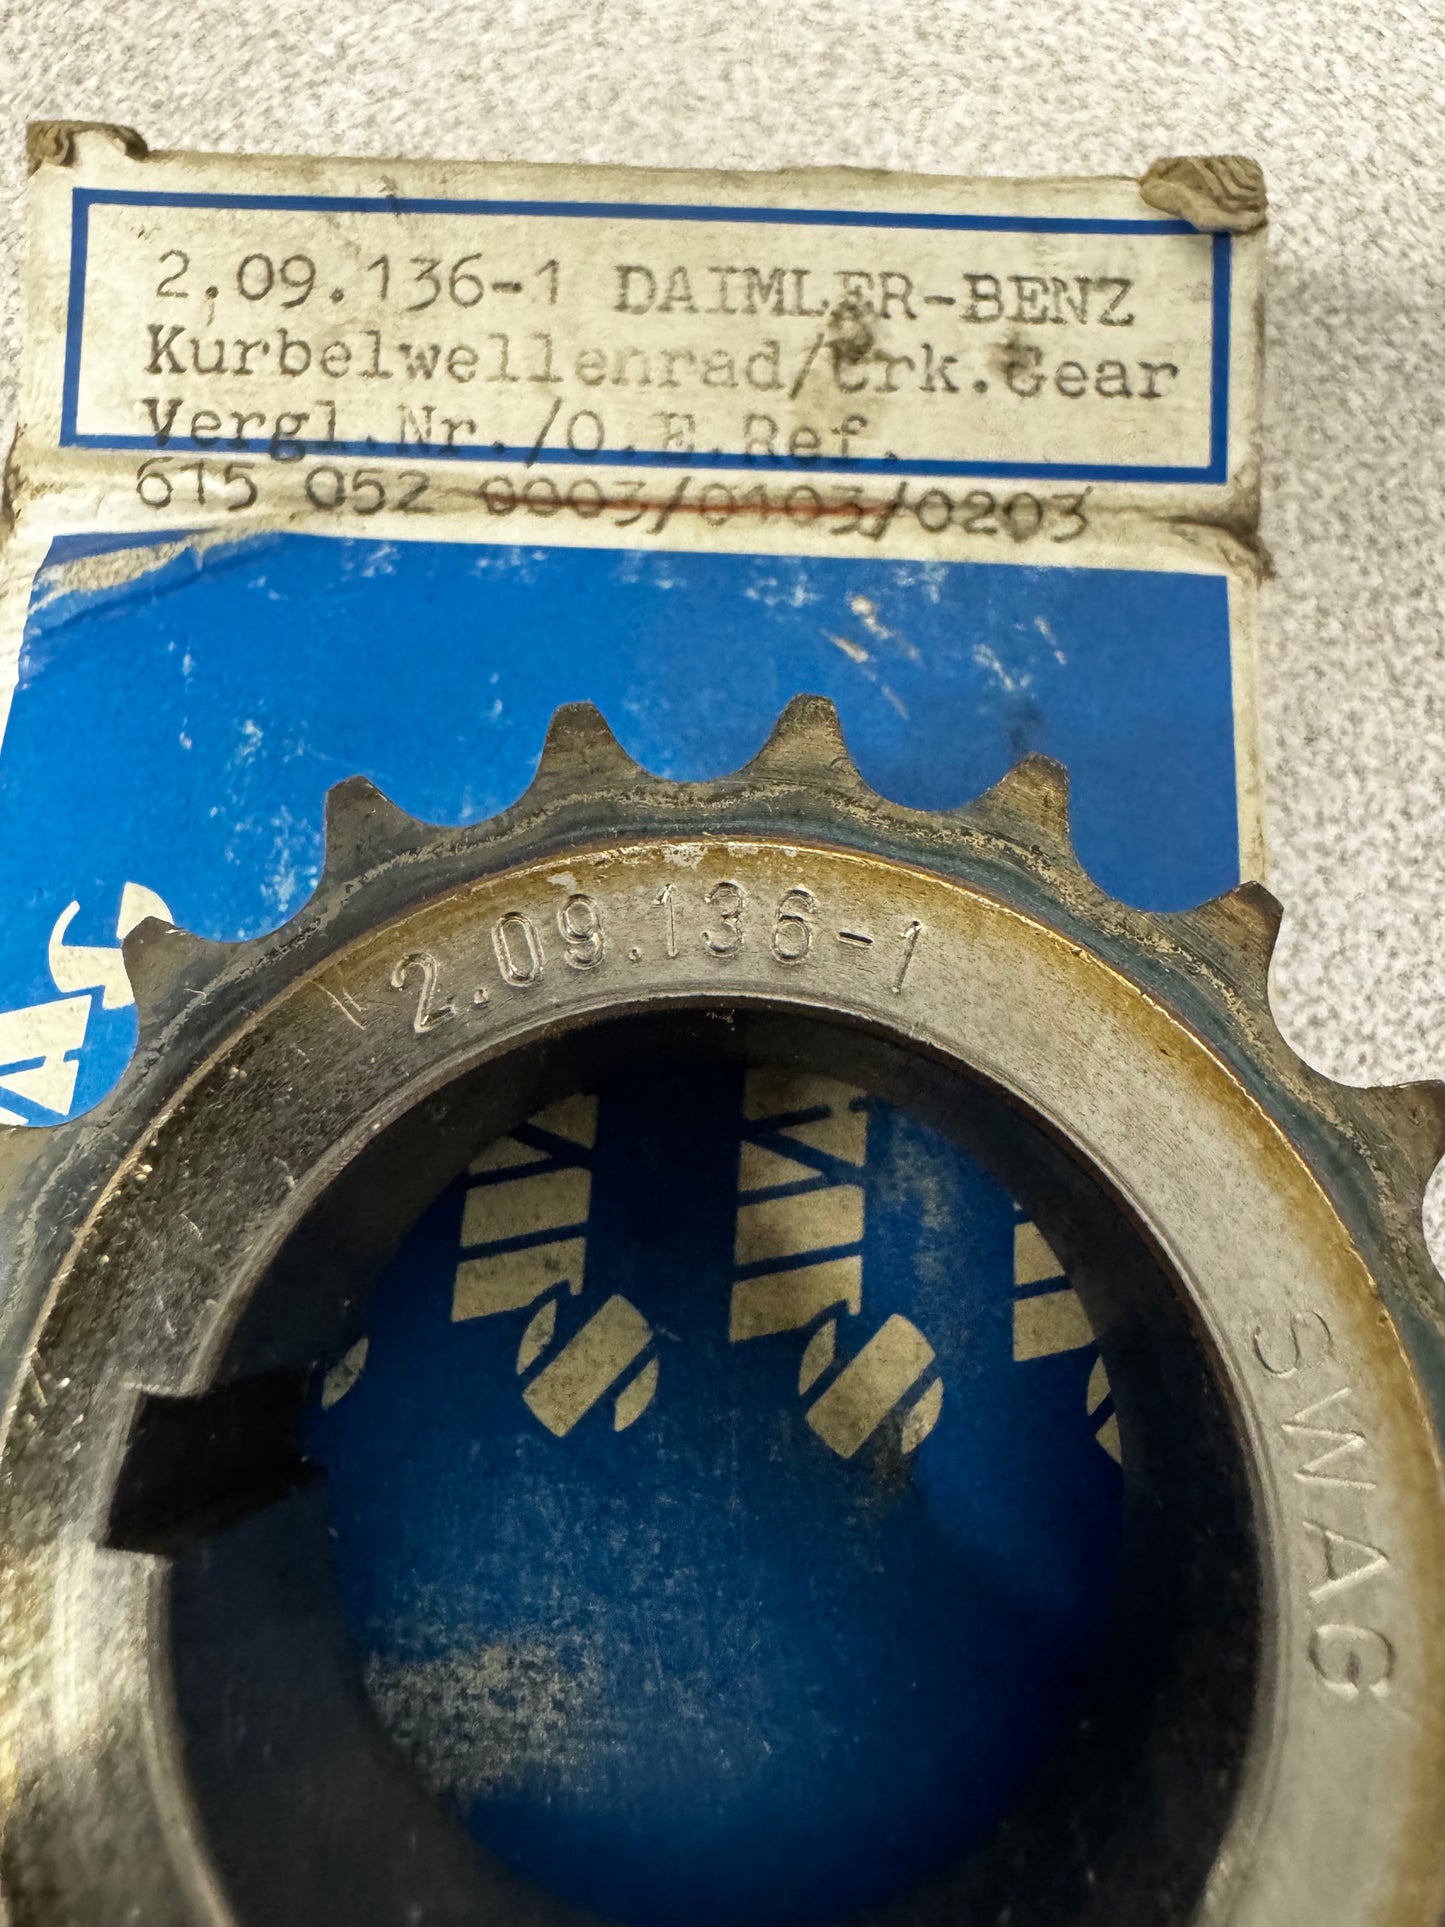 2.09.136-1 DAIMLER-BENZ
Kurbelwellenrad/Crk.Gear
Vergl.Nr./O.E.Ref.
615 052 0003/0103/0203
2.09.136-1
SWAG